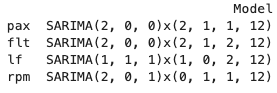 Model
pax SARIMA(2, 0, 0)x(2, 1, 1, 12)
flt SARIMA(2, 0, 0)x(2, 1, 2, 12)
lf SARIMA(1, 1, 1)x(1, 0, 2, 12)
rpm SARIMA(2, 0, 1)x(0, 1, 1, 12)